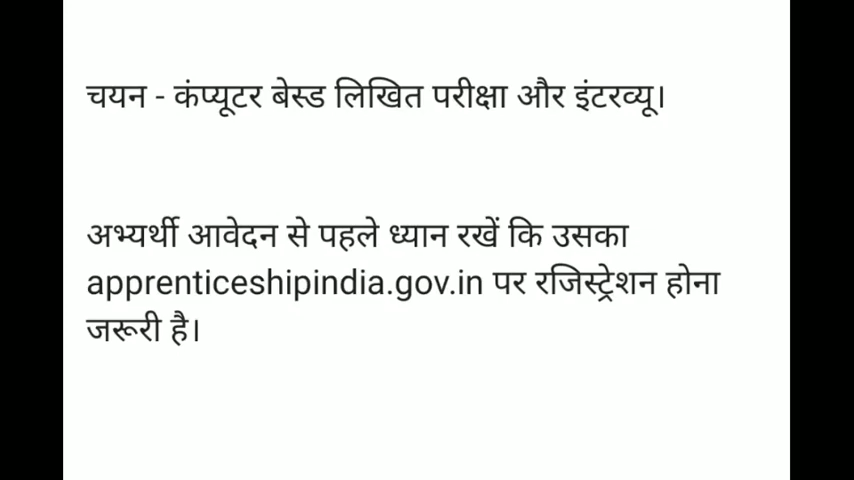 चयन - कंप्यूटर बेस्ड लिखित परीक्षा और इंटरव्यू।
अभ्यर्थी आवेदन से पहले ध्यान रखें कि उसका
apprenticeshipindia.gov.in पर रजिस्ट्रेशन होना
जरूरी है।